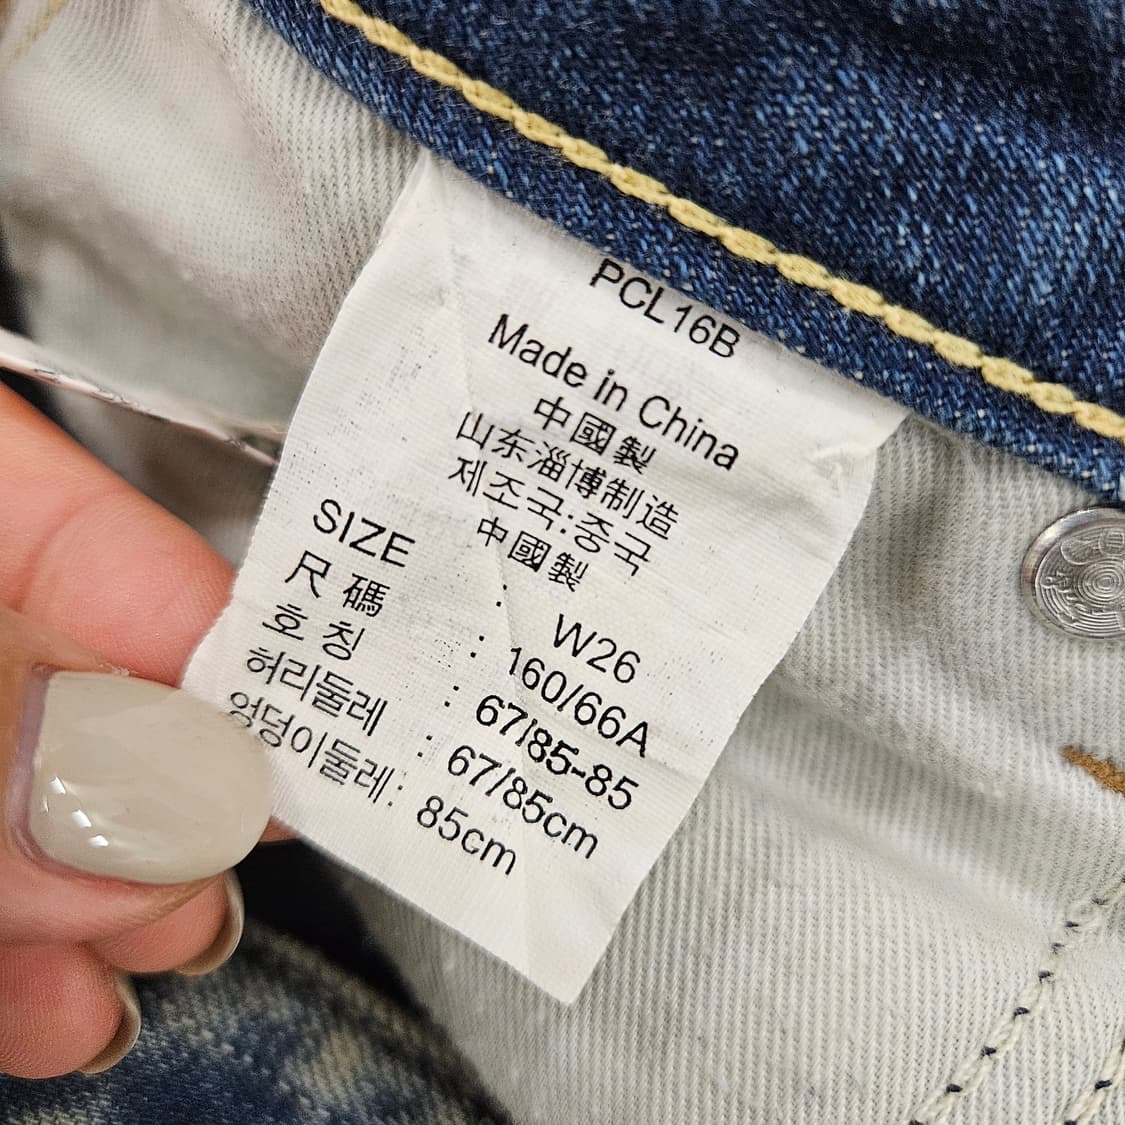 PCL16B
Made in China
中國製
山东淄博制造
제조국:중국
中國製
SIZE : W26
尺 碼 : 160/66A
호 칭 : 67/85-85
허리둘레 : 67/85cm
엉덩이둘레: 85cm